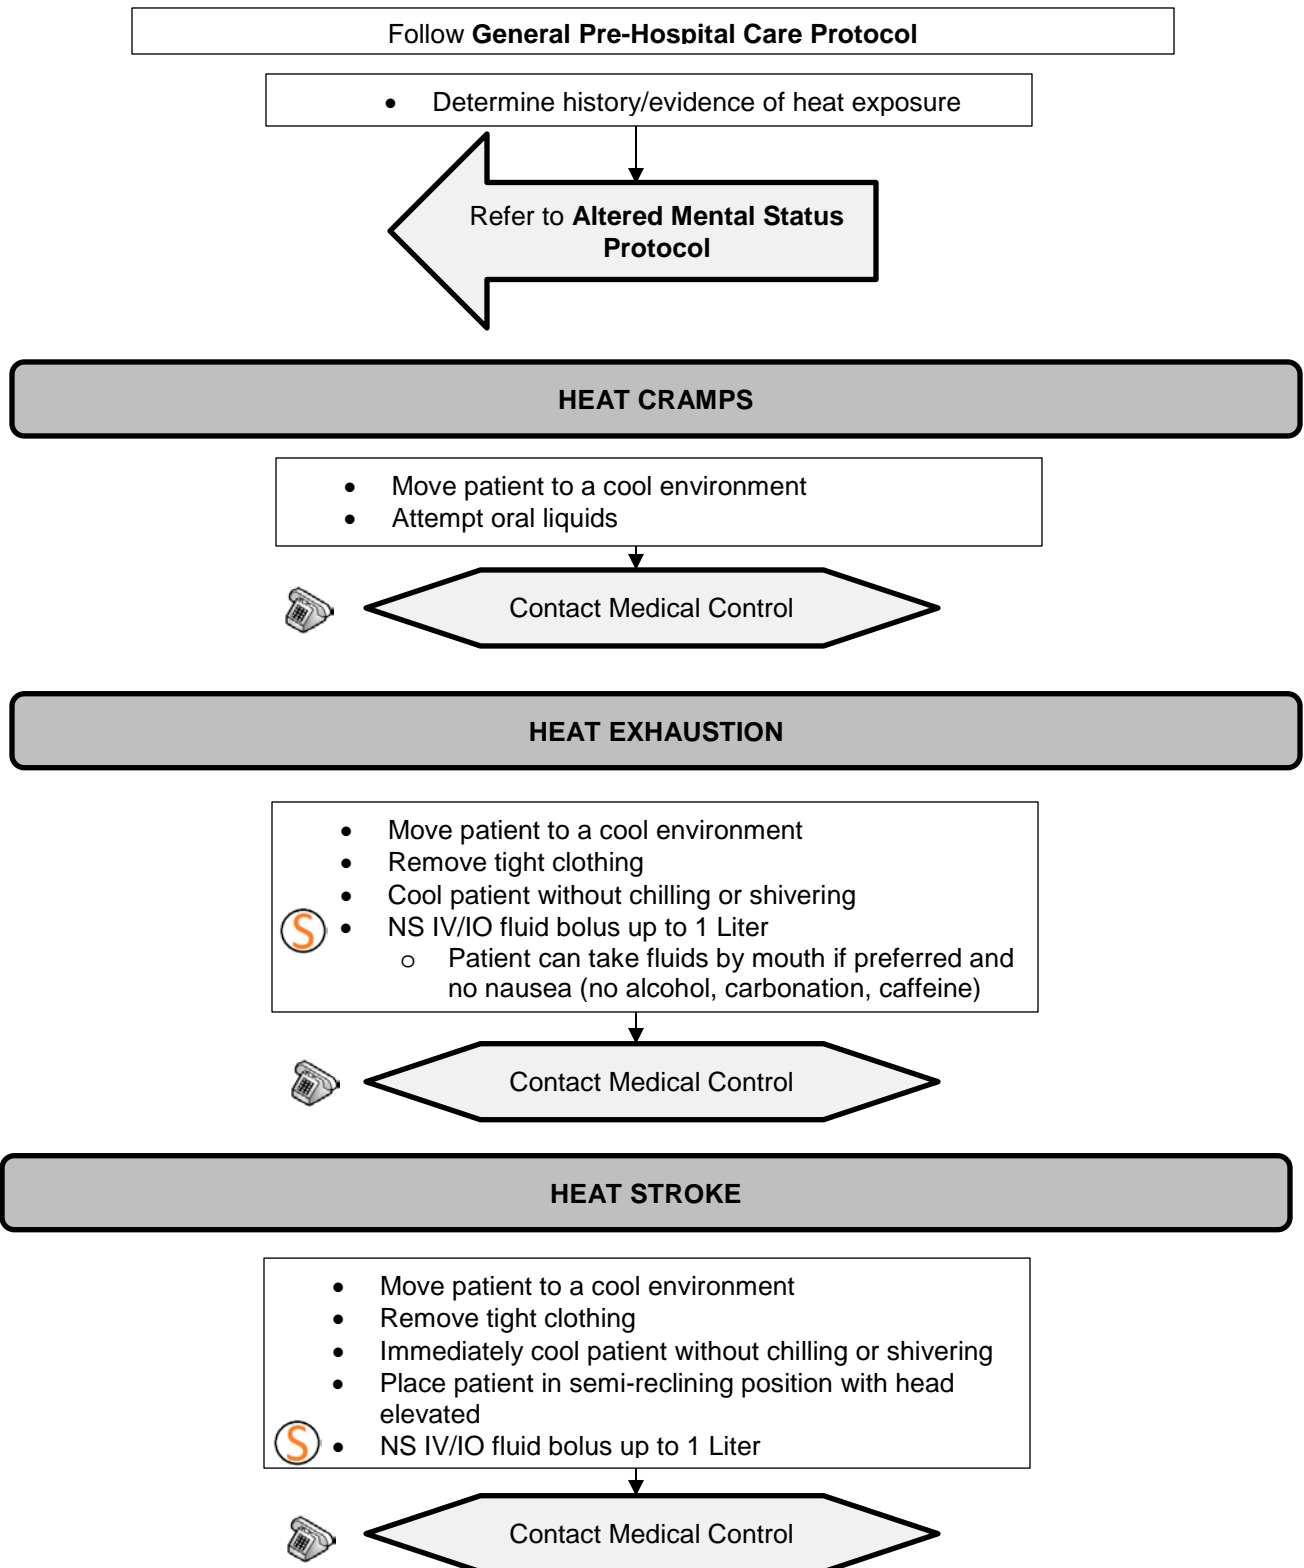 Follow General Pre-Hospital Care Protocol
• Determine history/evidence of heat exposure
Refer to Altered Mental Status
Protocol
HEAT CRAMPS
• Move patient to a cool environment
• Attempt oral liquids
Contact Medical Control
HEAT EXHAUSTION
• Move patient to a cool environment
• Remove tight clothing
• Cool patient without chilling or shivering
S • NS IV/IO fluid bolus up to 1 Liter
o Patient can take fluids by mouth if preferred and
no nausea (no alcohol, carbonation, caffeine)
Contact Medical Control
HEAT STROKE
• Move patient to a cool environment
• Remove tight clothing
• Immediately cool patient without chilling or shivering
• Place patient in semi-reclining position with head
elevated
S • NS IV/IO fluid bolus up to 1 Liter
Contact Medical Control